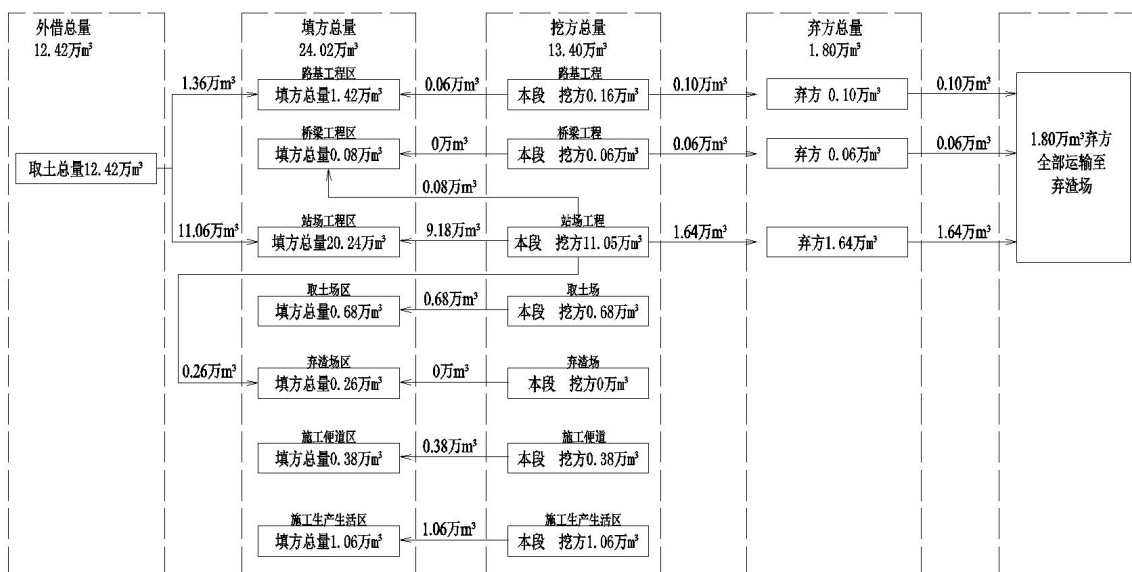 外借总量
12.42万m³
填方总量
24.02万m³
挖方总量
13.40万m³
弃方总量
1.80万m³
1.36万m³
路基工程区
填方总量1.42万m³
0.06万m³
路基工程
本段 挖方0.16万m³
0.10万m³
弃方 0.10万m³
0.10万m³
取土总量12.42万m³
桥梁工程区
填方总量0.08万m³
0万m³
桥梁工程
本段 挖方0.06万m³
0.06万m³
弃方 0.06万m³
0.06万m³
1.80万m³弃方
全部运输至
弃渣场
0.08万m³
11.06万m³
站场工程区
填方总量20.24万m³
9.18万m³
站场工程
本段 挖方11.05万m³
1.64万m³
弃方1.64万m³
1.64万m³
取土场区
填方总量0.68万m³
0.68万m³
取土场
本段 挖方0.68万m³
0.26万m³
弃渣场区
填方总量0.26万m³
0万m³
弃渣场
本段 挖方0万m³
施工便道区
填方总量0.38万m³
0.38万m³
施工便道
本段 挖方0.38万m³
施工生产生活区
填方总量1.06万m³
1.06万m³
施工生产生活区
本段 挖方1.06万m³